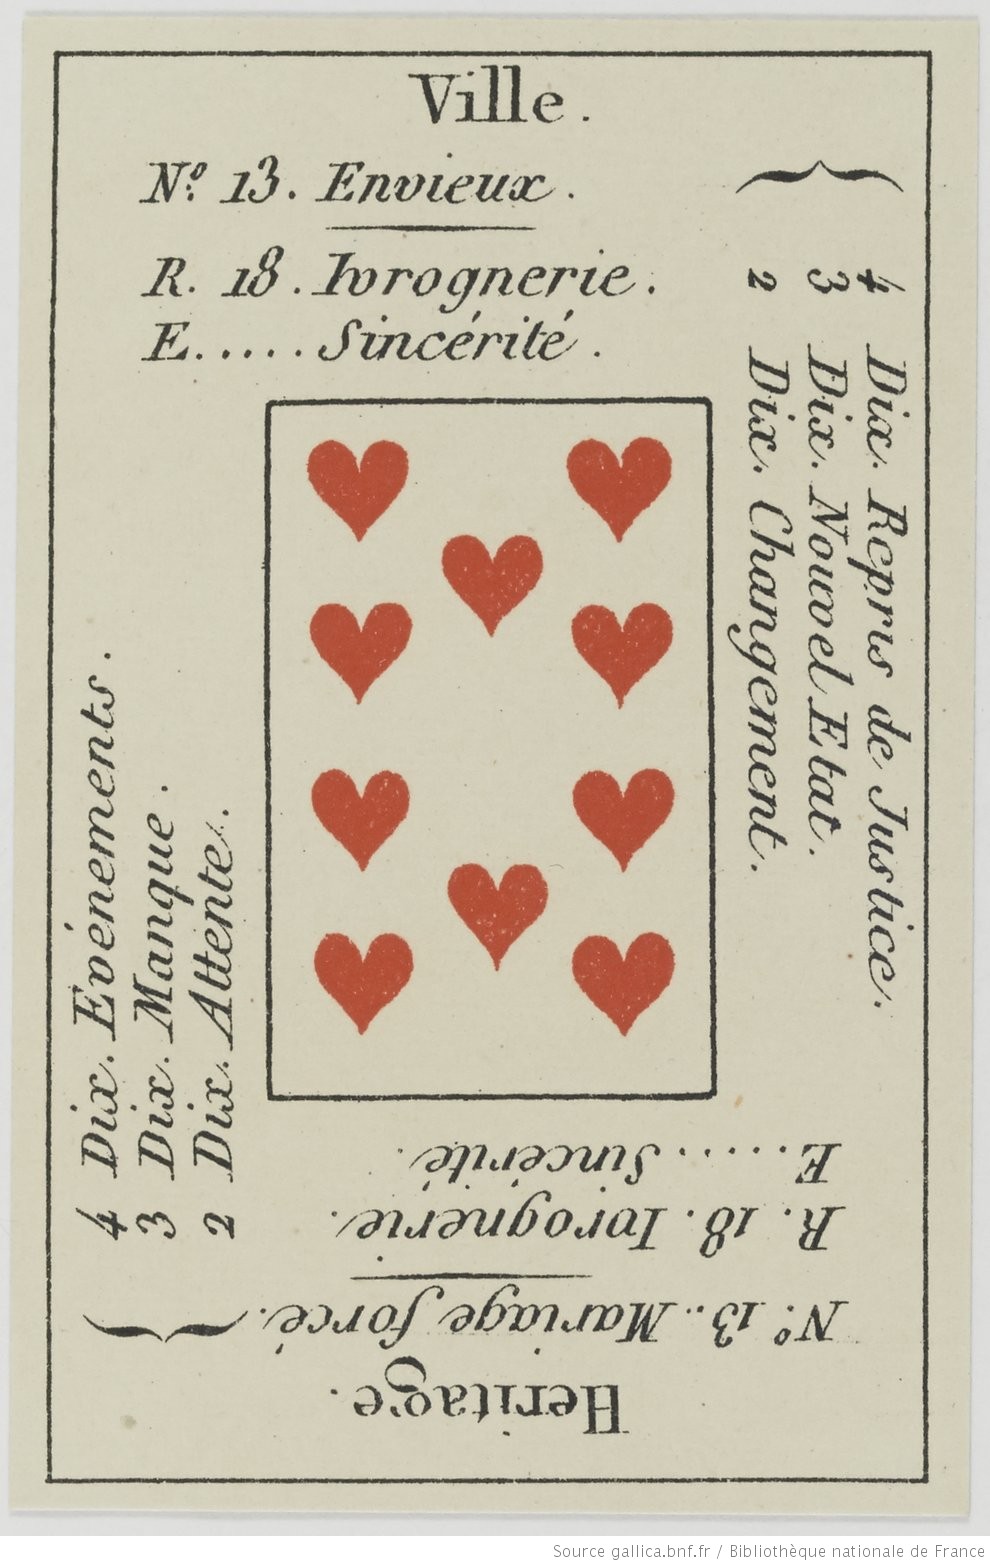 Ville.
Nº. 13. Envieux.
R. 18. Ivrognerie.
E..... Sincérité.
4 Dix. Repris de Justice.
3 Dix. Nouvel Etat.
2 Dix. Changement.
4 Dix. Evénements.
3 Dix. Manque.
2 Dix. Attente.
Heritage.
Nº. 13.. Mariage forcé.
R. 18. Ivrognerie.
E..... Sincérité.
Source gallica.bnf.fr / Bibliothèque nationale de France